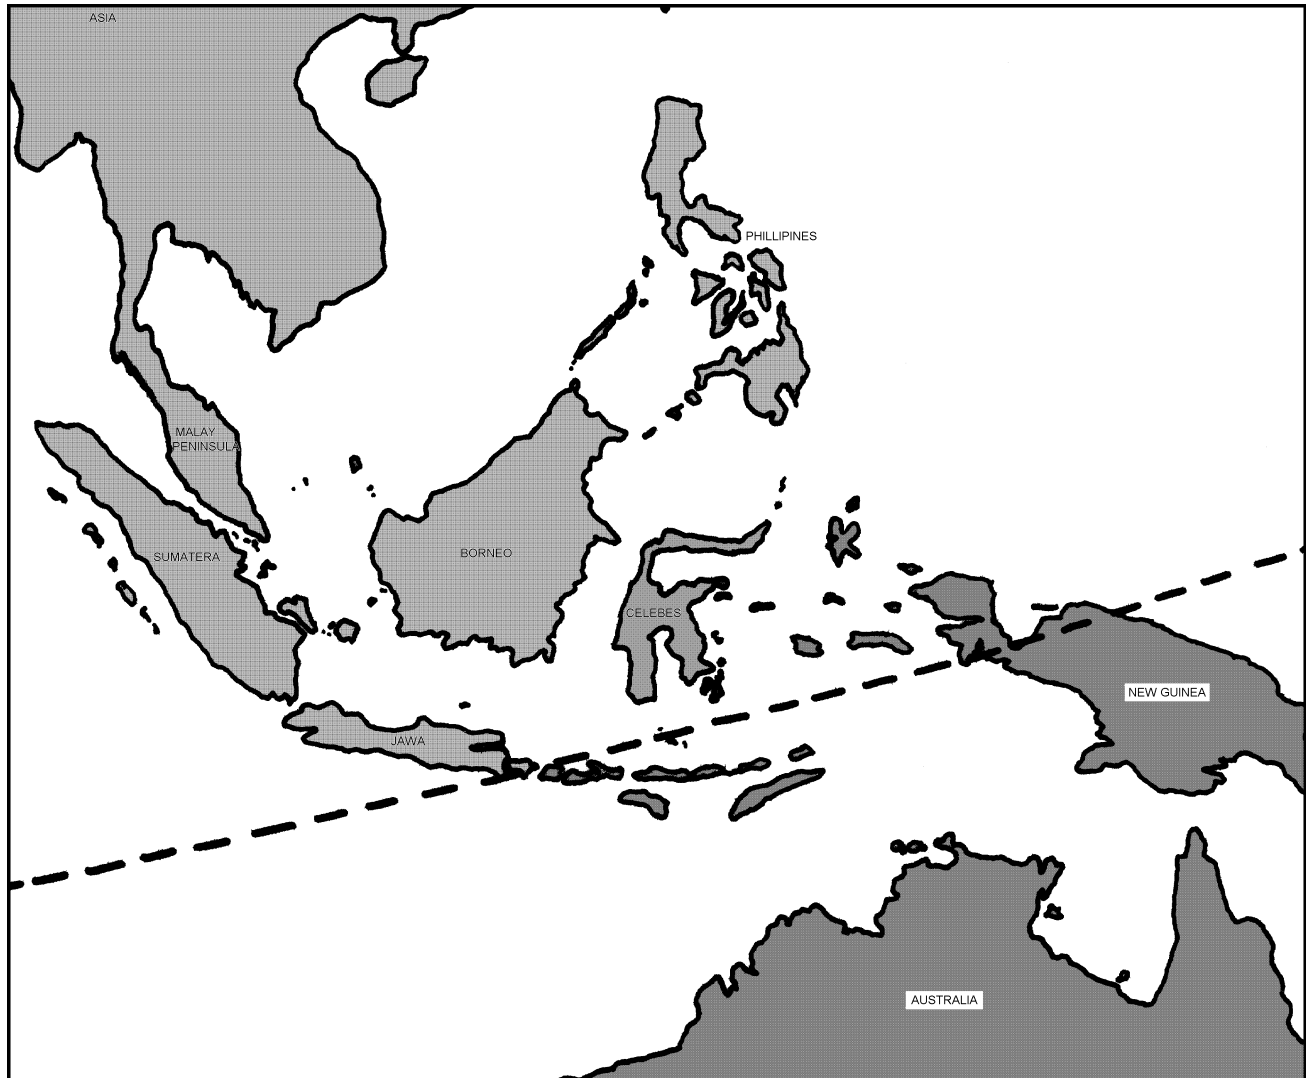 ASIA
PHILLIPINES
MALAY
PENINSULA
SUMATERA
BORNEO
CELEBES
NEW GUINEA
JAWA
AUSTRALIA